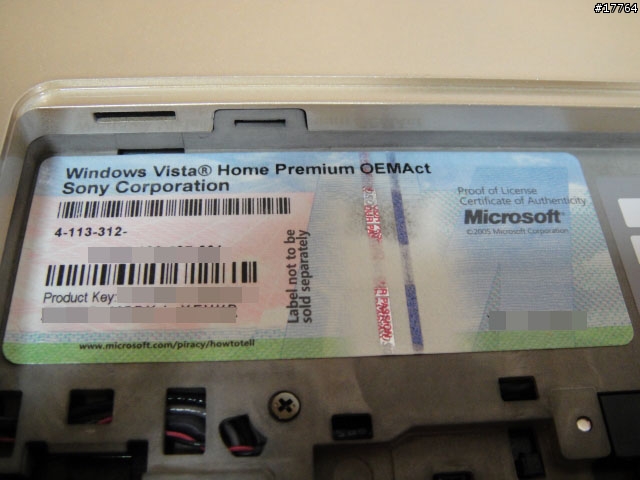 #17764
Windows Vista® Home Premium OEMAct
Sony Corporation
4-113-312-
Product Key:
Label not to be
sold separately
www.microsoft.com/piracy/howtotell
Proof of License
Certificate of Authenticity
Microsoft®
©2005 Microsoft Corporation